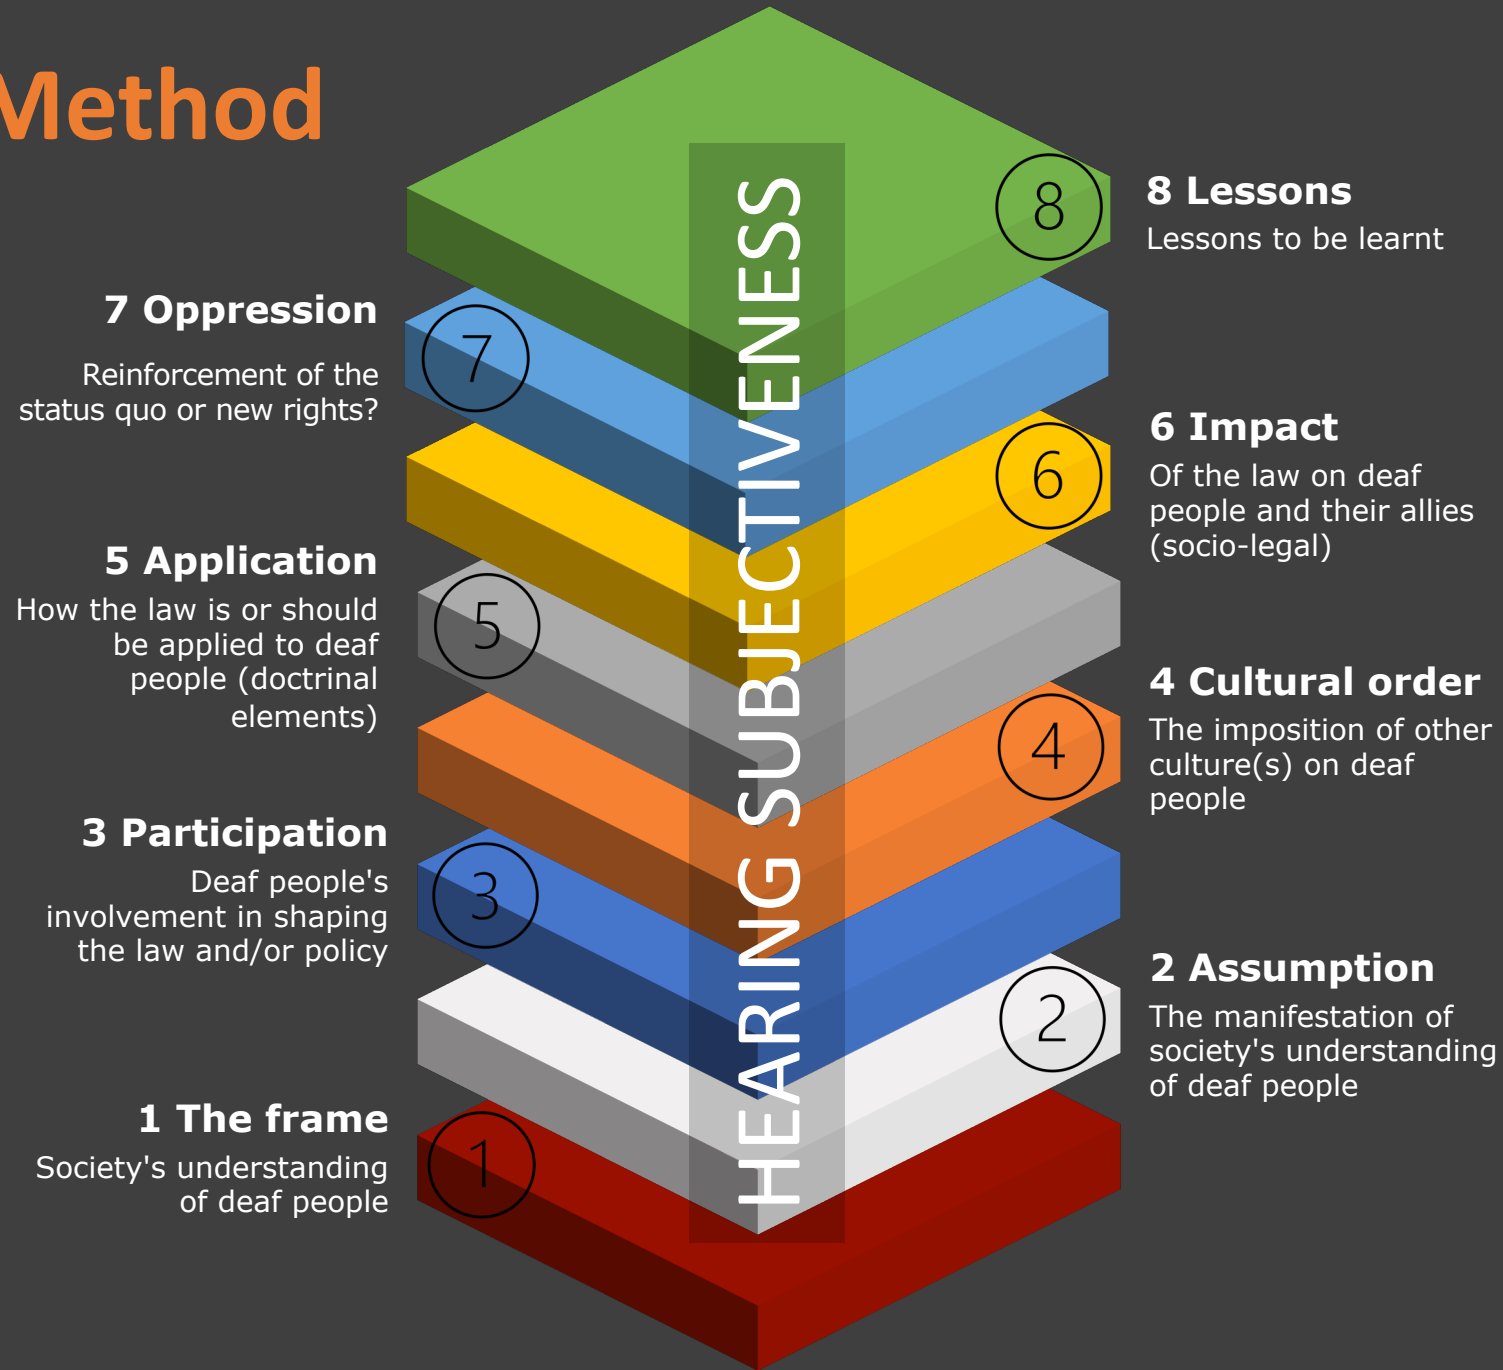 Method
8
8 Lessons
Lessons to be learnt
7 Oppression
Reinforcement of the
status quo or new rights?
7
6 Impact
Of the law on deaf
people and their allies
(socio-legal)
6
5 Application
How the law is or should
be applied to deaf
people (doctrinal
elements)
5
4 Cultural order
The imposition of other
culture(s) on deaf
people
4
3 Participation
Deaf people's
involvement in shaping
the law and/or policy
3
2 Assumption
The manifestation of
society's understanding
of deaf people
2
1 The frame
Society's understanding
of deaf people
1
HEARING SUBJECTIVENESS